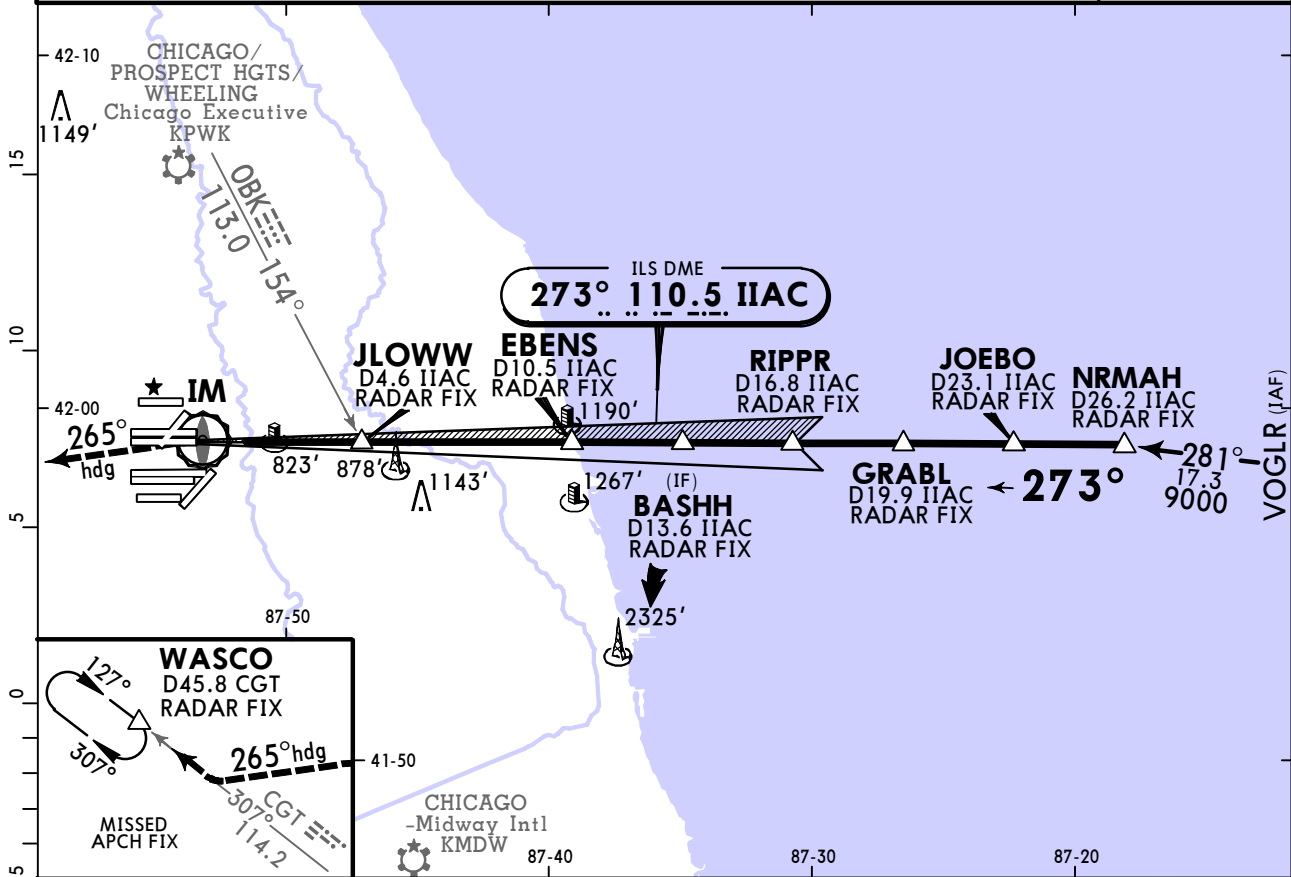 42-10
CHICAGO/
PROSPECT HGTS/
WHEELING
Chicago Executive
KPWK
1149'
15
OBK
113.0
154°
ILS DME
273° 110.5 IIAC
10
JLOWW
D4.6 IIAC
RADAR FIX
EBENS
D10.5 IIAC
RADAR FIX
RIPPR
D16.8 IIAC
RADAR FIX
JOEBO
D23.1 IIAC
RADAR FIX
NRMAH
D26.2 IIAC
RADAR FIX
IM
42-00
1190'
265°
hdg
823'
878'
1143'
1267'
(IF)
BASHH
D13.6 IIAC
RADAR FIX
GRABL
D19.9 IIAC
RADAR FIX
273°
281°
17.3
9000
VOGLR (IAF)
5
2325'
87-50
0
WASCO
D45.8 CGT
RADAR FIX
127°
307°
265° hdg
CGT
307°
114.2
MISSED
APCH FIX
41-50
CHICAGO
-Midway Intl
KMDW
5
87-40
87-30
87-20